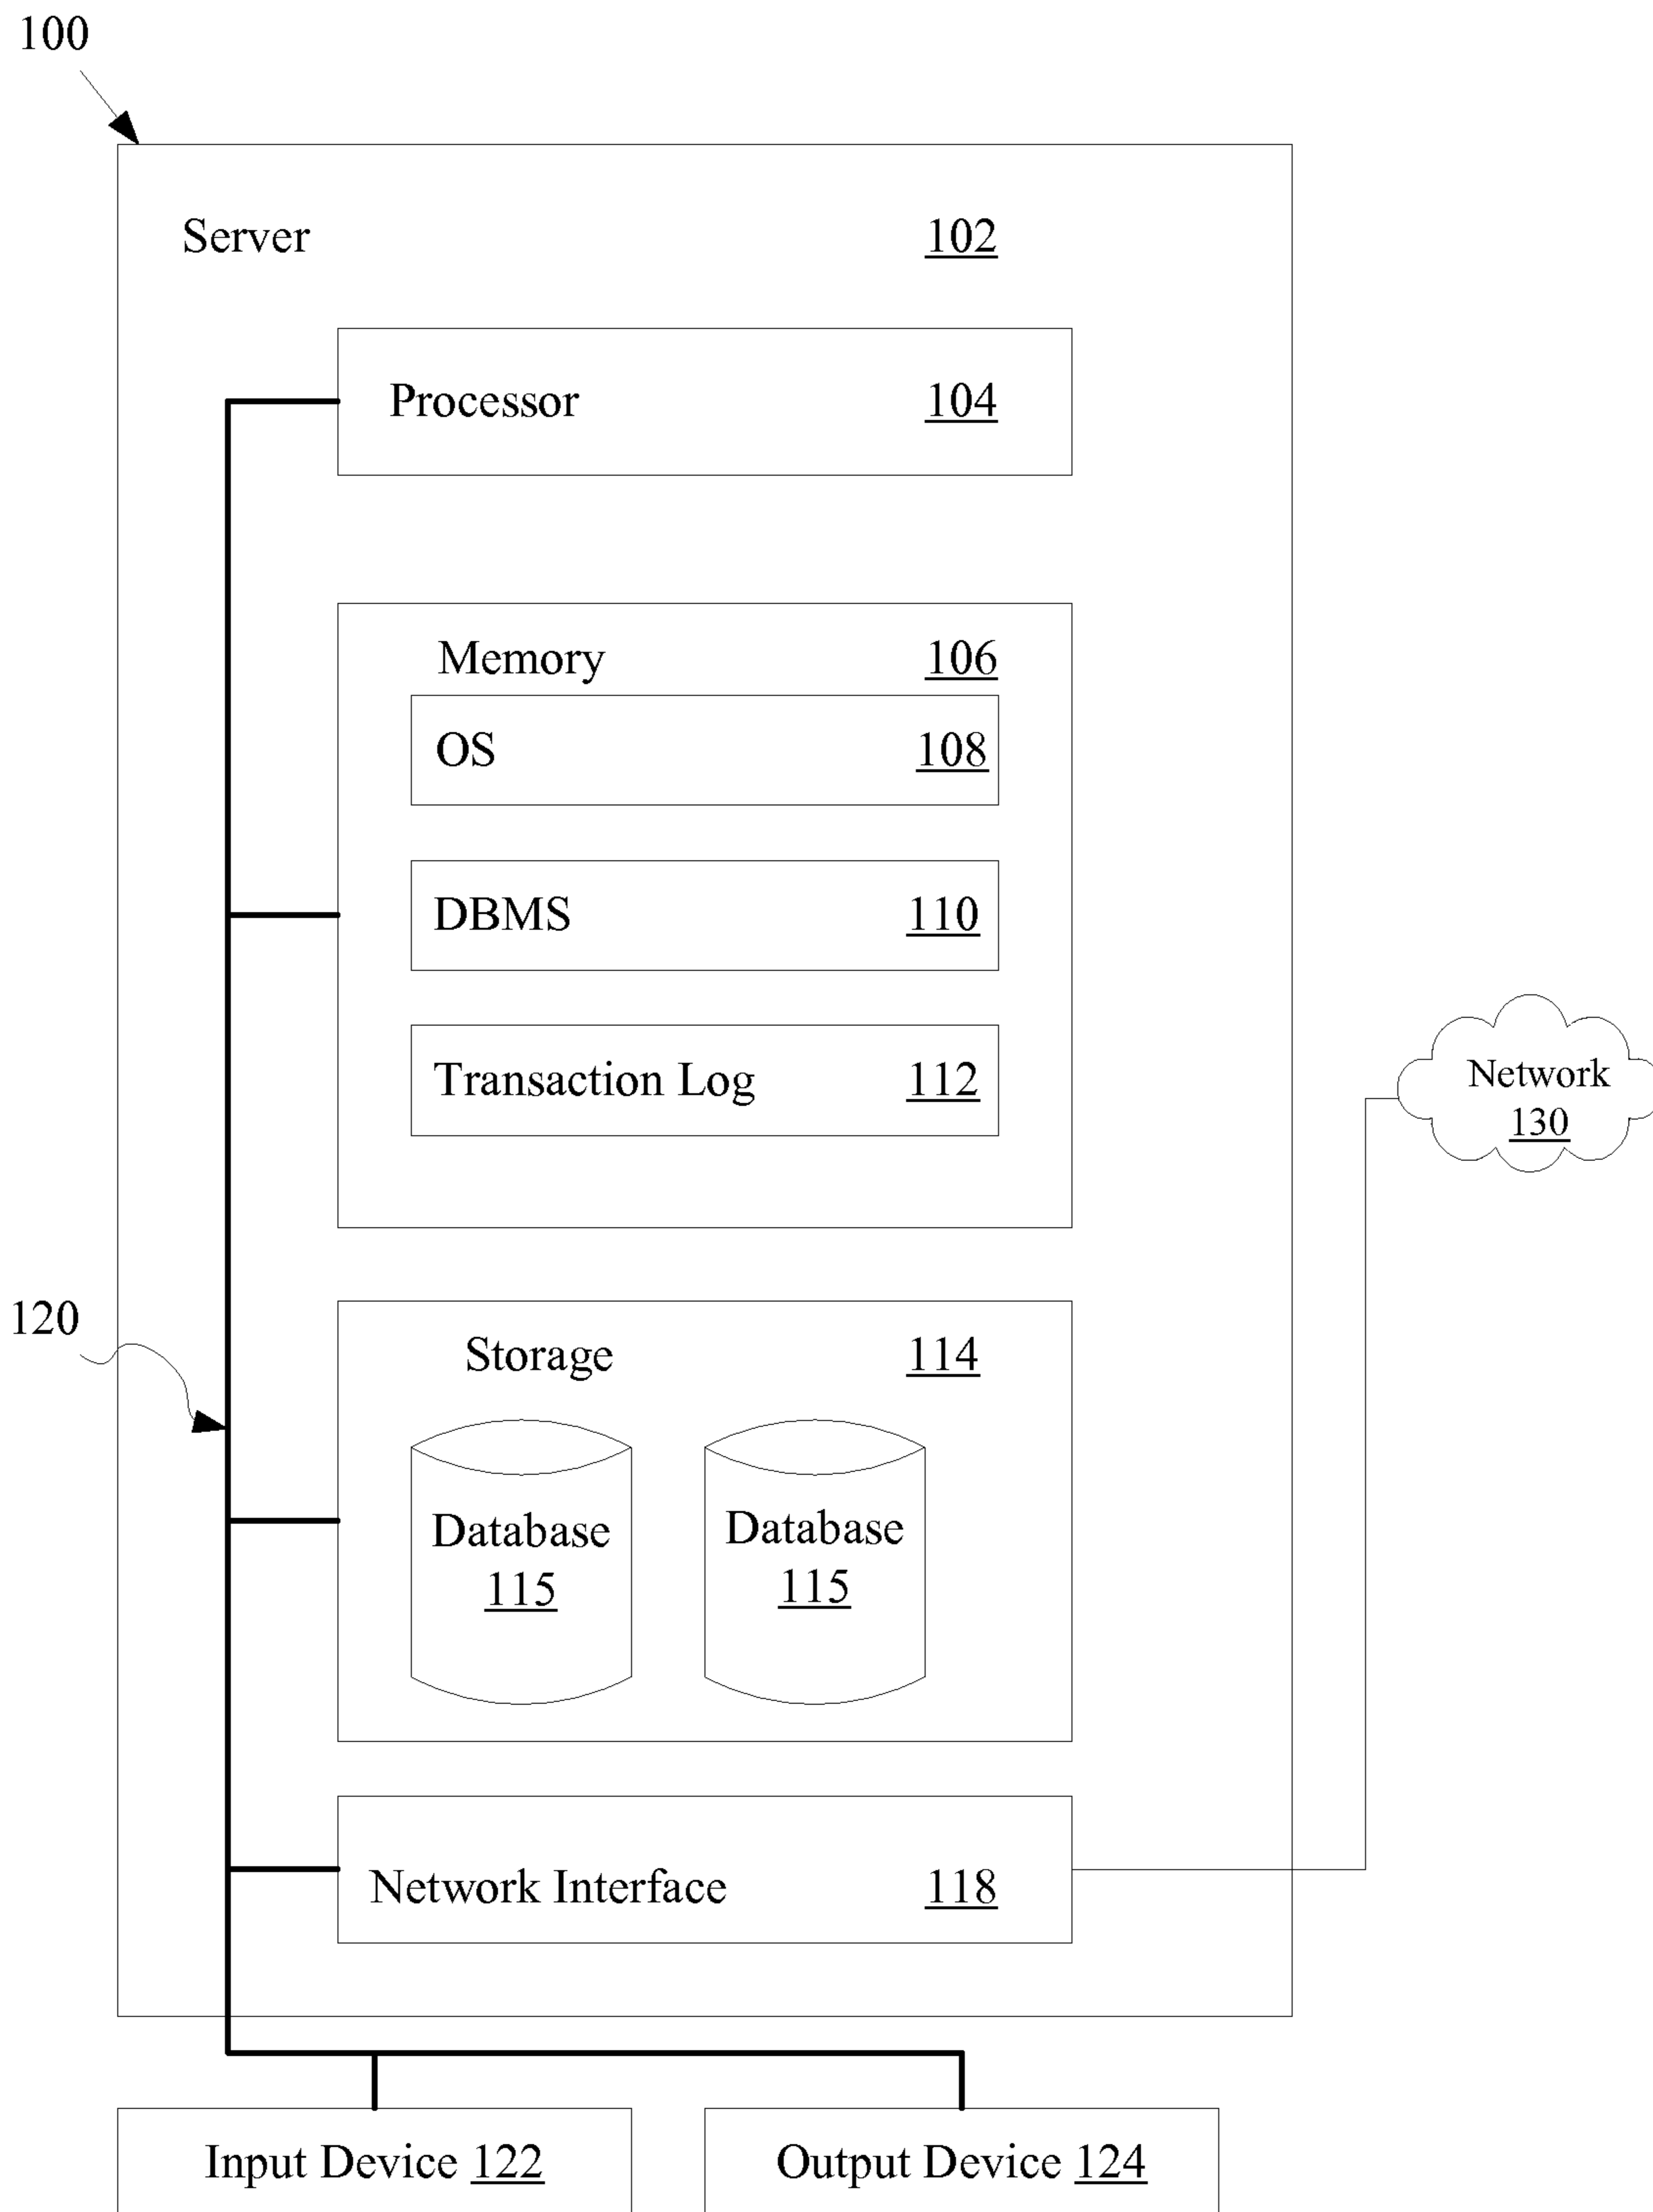 100
Server 102
Processor 104
Memory 106
OS 108
DBMS 110
Transaction Log 112
Network
130
120
Storage 114
Database
115
Database
115
Network Interface 118
Input Device 122
Output Device 124